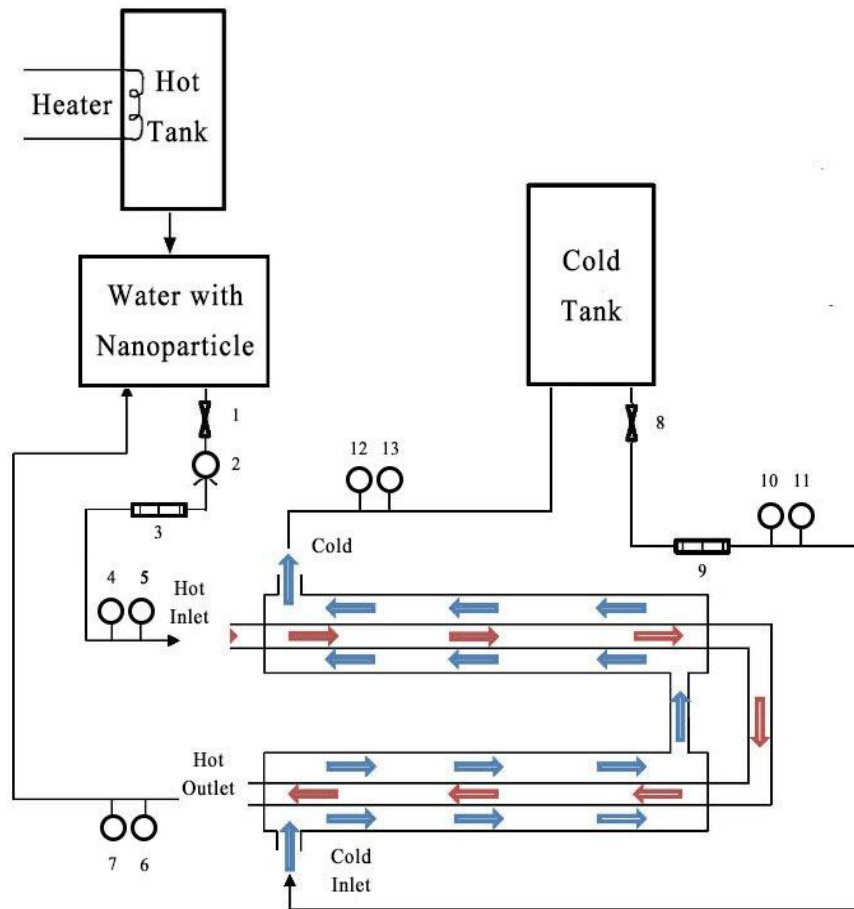 Hot
Heater
Tank
Water with
Nanoparticle
Cold
Tank
1
8
2
12 13
10 11
3
Cold
9
4 5
Hot
Inlet
Hot
Outlet
7 6
Cold
Inlet